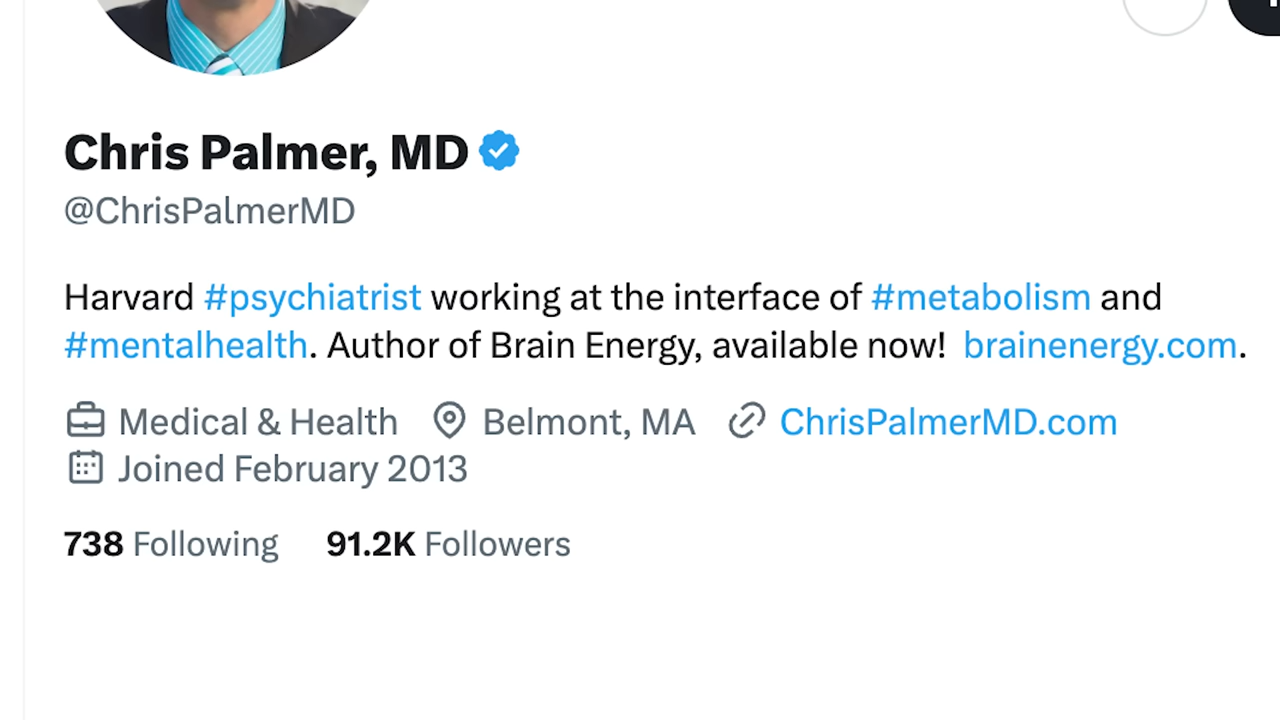 Chris Palmer, MD
@ChrisPalmerMD
Harvard #psychiatrist working at the interface of #metabolism and
#mentalhealth. Author of Brain Energy, available now! brainenergy.com.
Medical & Health Belmont, MA ChrisPalmerMD.com
Joined February 2013
738 Following 91.2K Followers